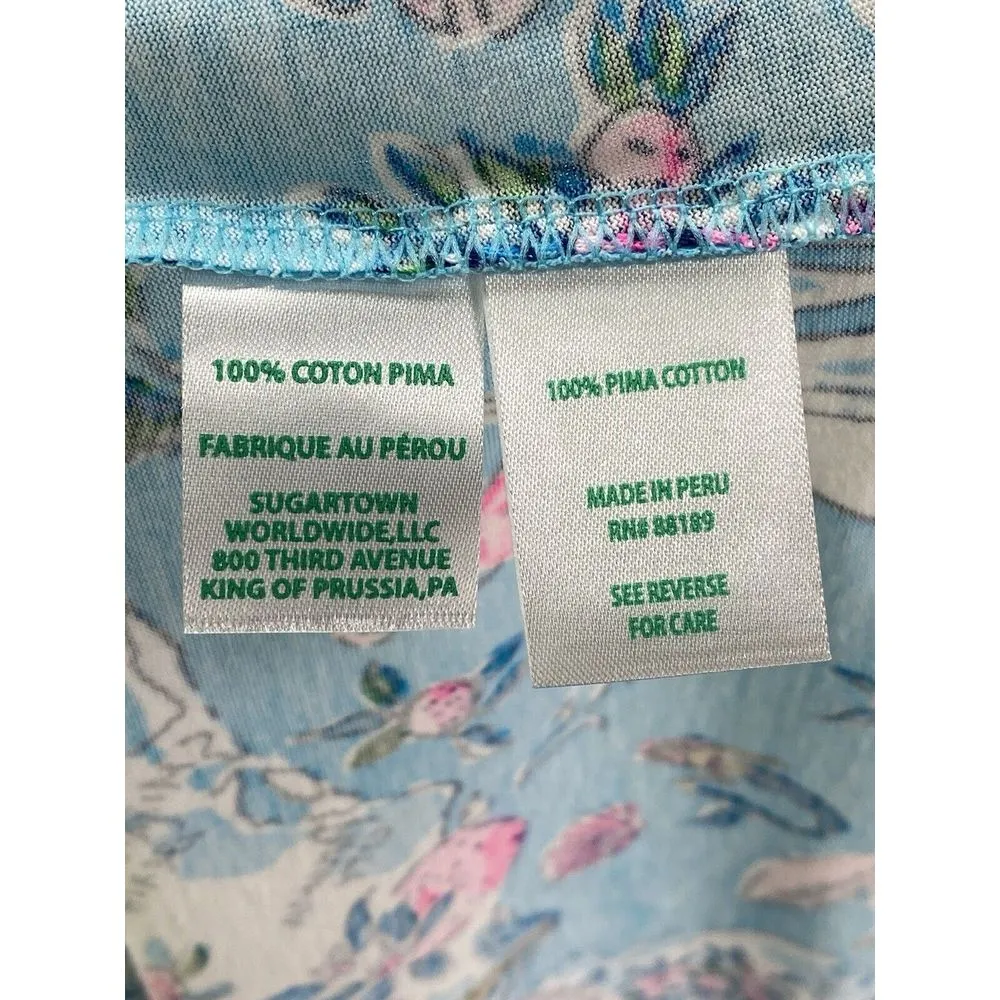 100% COTON PIMA
FABRIQUE AU PÉROU
SUGARTOWN
WORLDWIDE,LLC
800 THIRD AVENUE
KING OF PRUSSIA,PA
100% PIMA COTTON
MADE IN PERU
RN# 88189
SEE REVERSE
FOR CARE